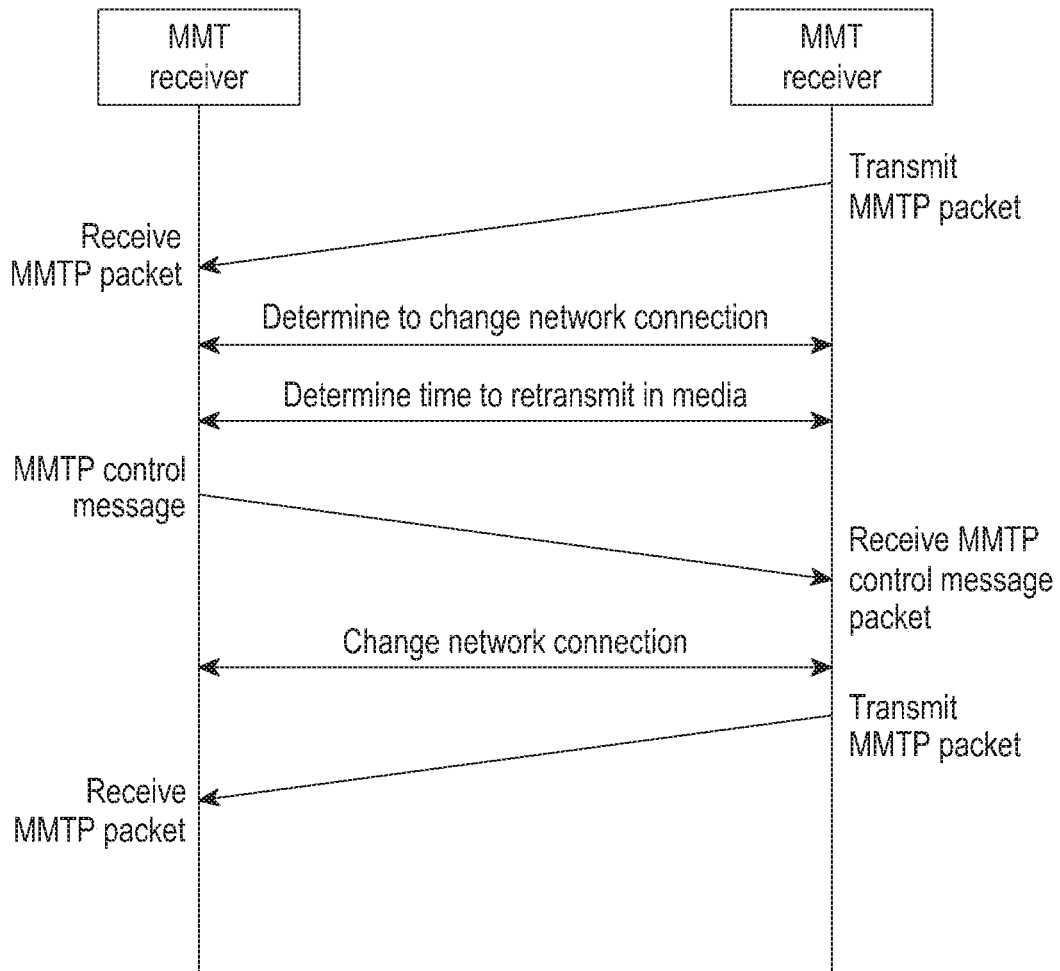 MMT
receiver
MMT
receiver
Transmit
MMTP packet
Receive
MMTP packet
Determine to change network connection
Determine time to retransmit in media
MMTP control
message
Receive MMTP
control message
packet
Change network connection
Transmit
MMTP packet
Receive
MMTP packet